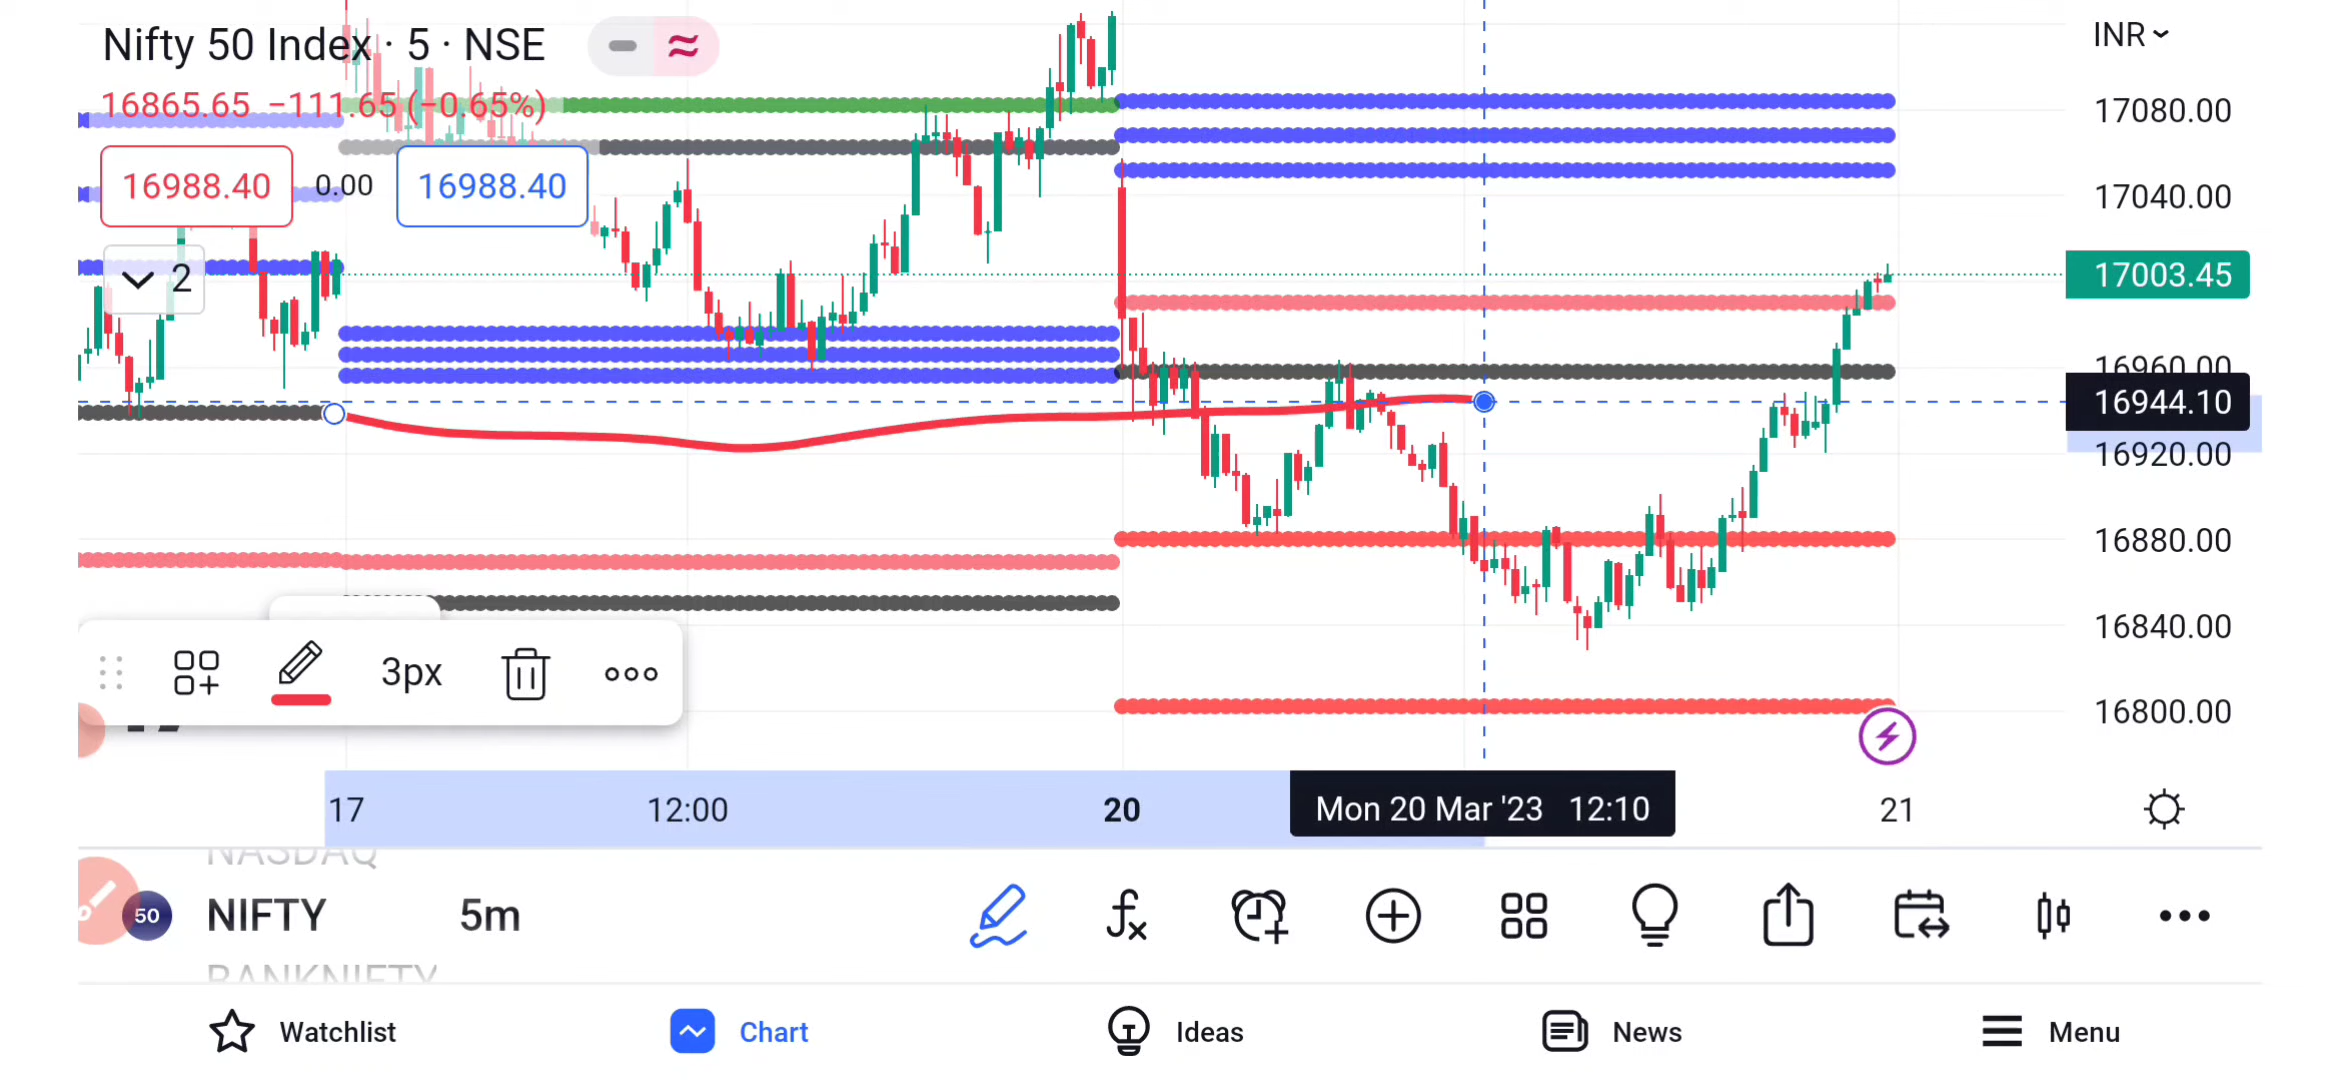 Nifty 50 Index · 5 · NSE
INR
16865.65 −111.65 (−0.65%)
17080.00
16988.40
0.00
16988.40
17040.00
2
17003.45
16960.00
16944.10
16920.00
16880.00
16840.00
3px
17
16800.00
17
12:00
20
Mon 20 Mar '23 12:10
21
NASDAQ
50
NIFTY
5m
BANKNIFTY
Watchlist
Chart
Ideas
News
Menu